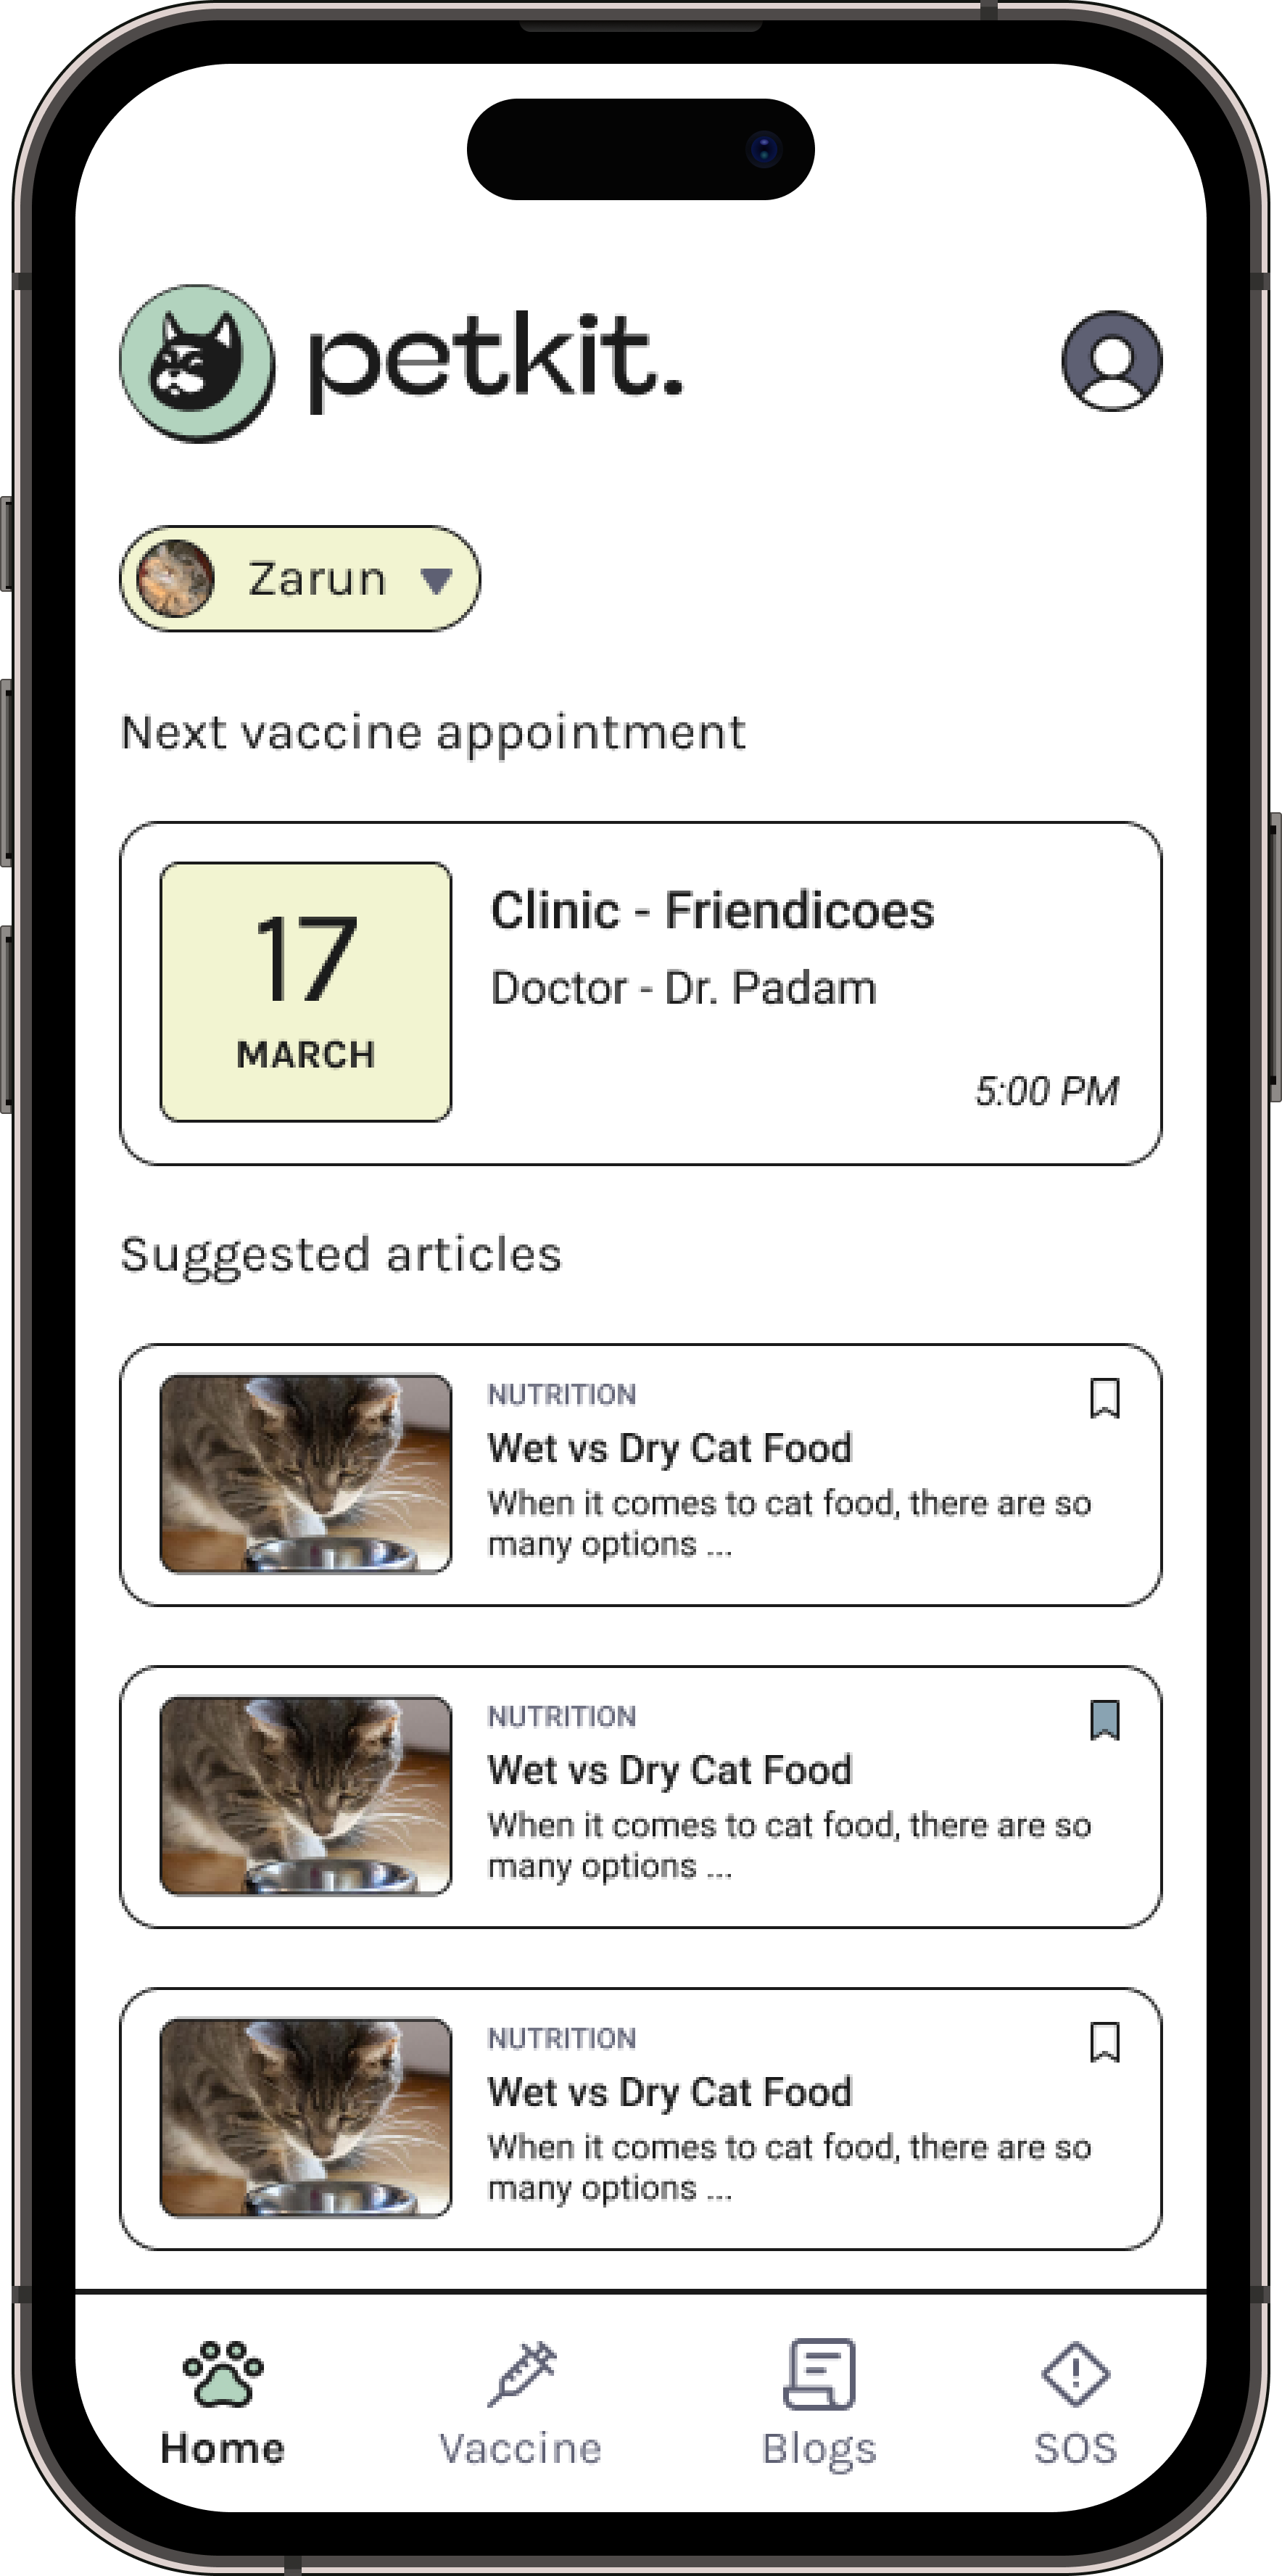 petkit.
Zarun
Next vaccine appointment
17
MARCH
Clinic - Friendicoes
Doctor - Dr. Padam
5:00 PM
Suggested articles
NUTRITION
Wet vs Dry Cat Food
When it comes to cat food, there are so
many options ...
NUTRITION
Wet vs Dry Cat Food
When it comes to cat food, there are so
many options ...
NUTRITION
Wet vs Dry Cat Food
When it comes to cat food, there are so
many options ...
Home
Vaccine
Blogs
SOS